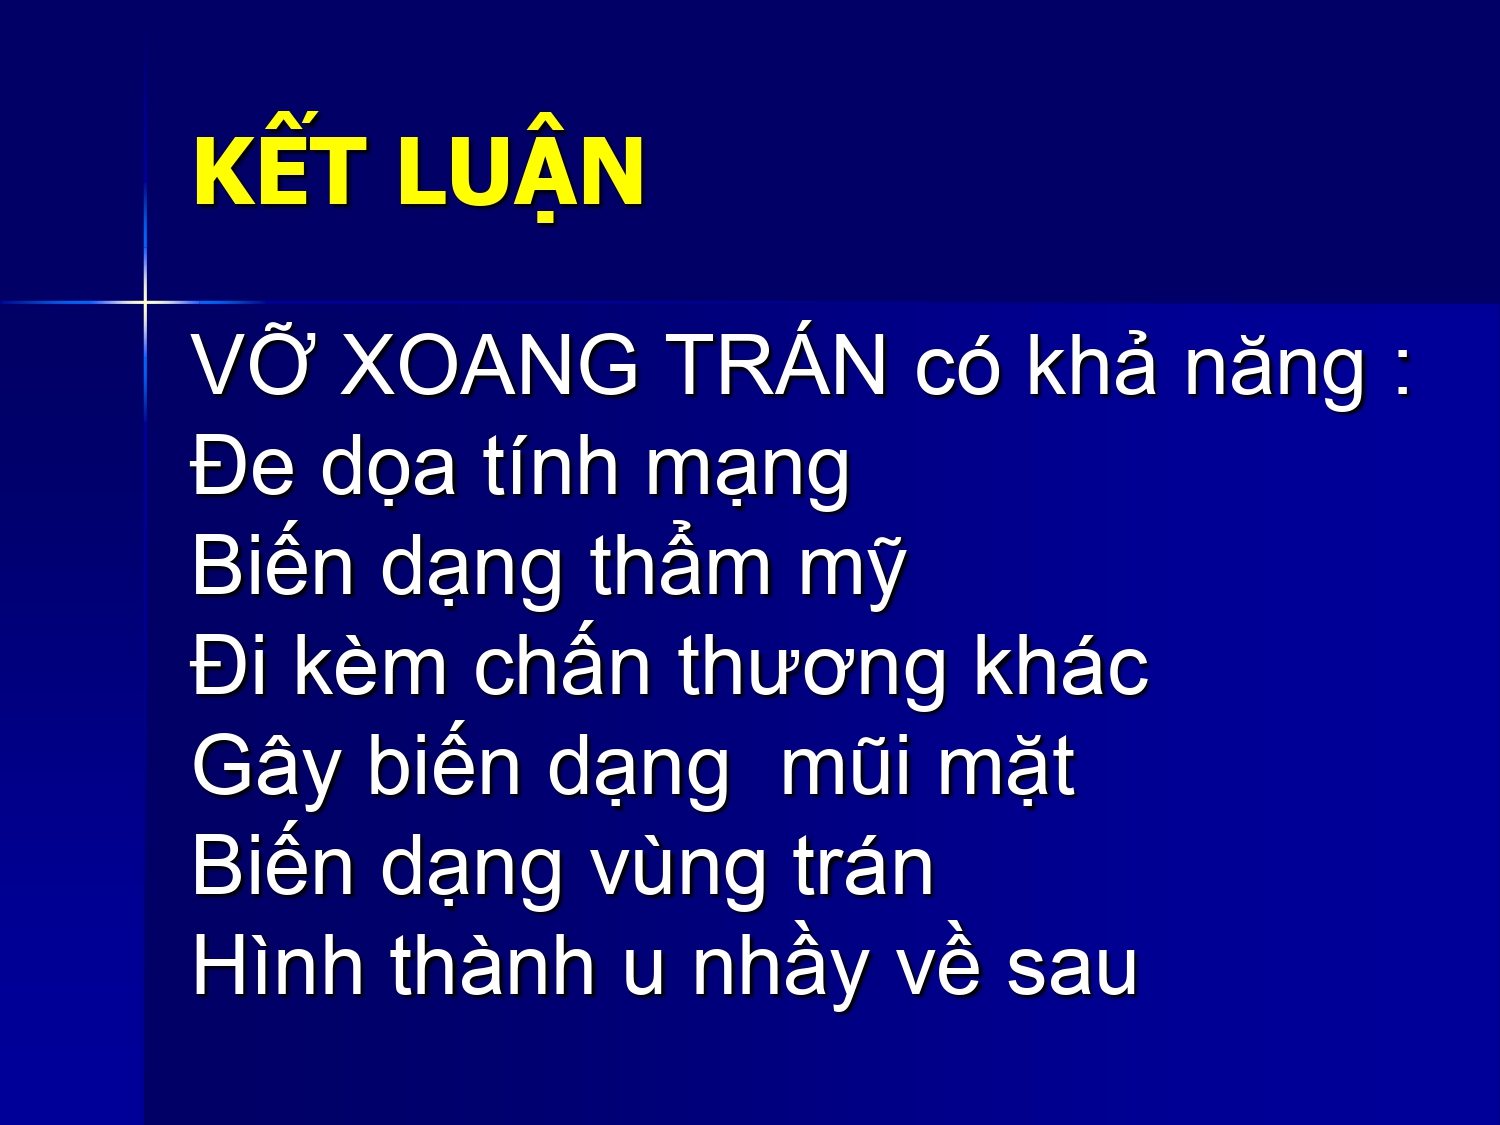 KẾT LUẬN
VỠ XOANG TRÁN có khả năng :
Đe dọa tính mạng
Biến dạng thẩm mỹ
Đi kèm chấn thương khác
Gây biến dạng  mũi mặt
Biến dạng vùng trán
Hình thành u nhầy về sau